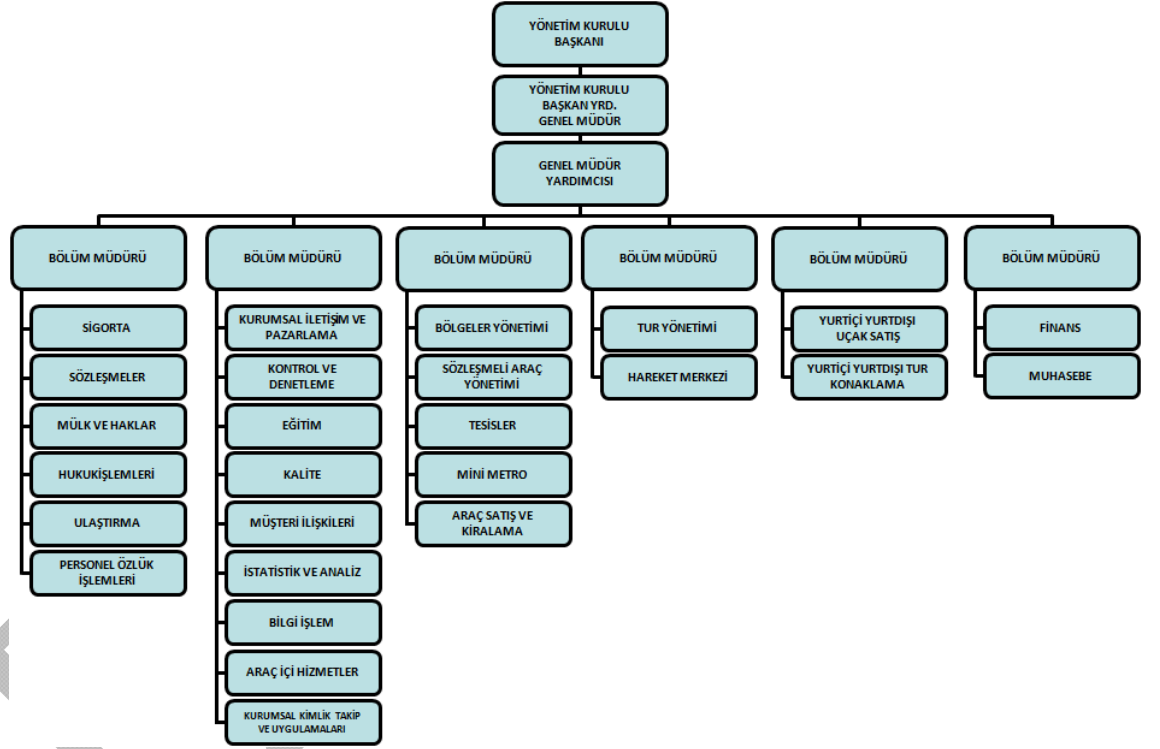 YÖNETİM KURULU
BAŞKANI
YÖNETİM KURULU
BAŞKAN YRD.
GENEL MÜDÜR
GENEL MÜDÜR
YARDIMCISI
BÖLÜM MÜDÜRÜ
SİGORTA
SÖZLEŞMELER
MÜLK VE HAKLAR
HUKUKİŞLEMLERİ
ULAŞTIRMA
PERSONEL ÖZLÜK
İŞLEMLERİ
BÖLÜM MÜDÜRÜ
KURUMSAL İLETİŞİM VE
PAZARLAMA
KONTROL VE
DENETLEME
EĞİTİM
KALİTE
MÜŞTERİ İLİŞKİLERİ
İSTATİSTİK VE ANALİZ
BİLGİ İŞLEM
ARAÇ İÇİ HİZMETLER
KURUMSAL KİMLİK TAKİP
VE UYGULAMALARI
BÖLÜM MÜDÜRÜ
BÖLGELER YÖNETİMİ
SÖZLEŞMELİ ARAÇ
YÖNETİMİ
TESİSLER
MİNİ METRO
ARAÇ SATIŞ VE
KİRALAMA
BÖLÜM MÜDÜRÜ
TUR YÖNETİMİ
HAREKET MERKEZİ
BÖLÜM MÜDÜRÜ
YURTİÇİ YURTDIŞI
UÇAK SATIŞ
YURTİÇİ YURTDIŞI TUR
KONAKLAMA
BÖLÜM MÜDÜRÜ
FİNANS
MUHASEBE